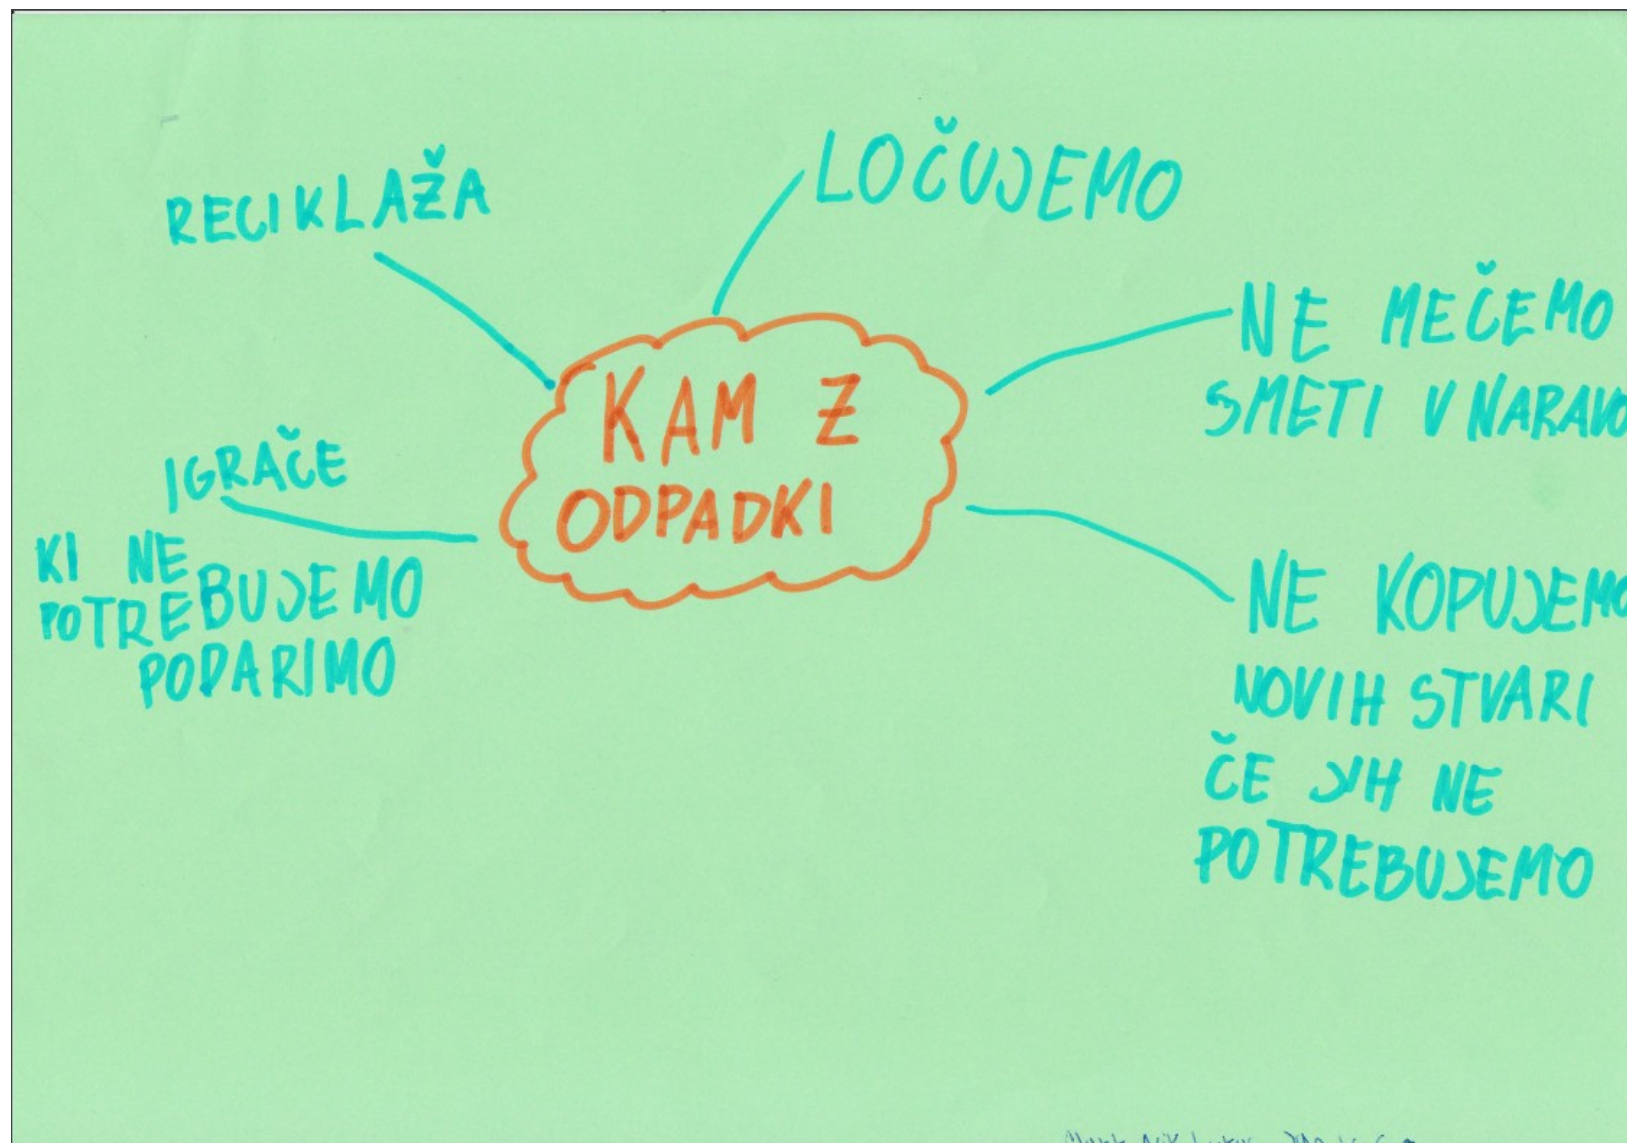 RECIKLAŽA
LOČUJEMO
NE MEČEMO
SMETI V NARAVO
KAM Z
ODPADKI
IGRAČE
KI NE
POTREBUJEMO
PODARIMO
NE KOPUJEMO
NOVIH STVARI
ČE JIH NE
POTREBUJEMO